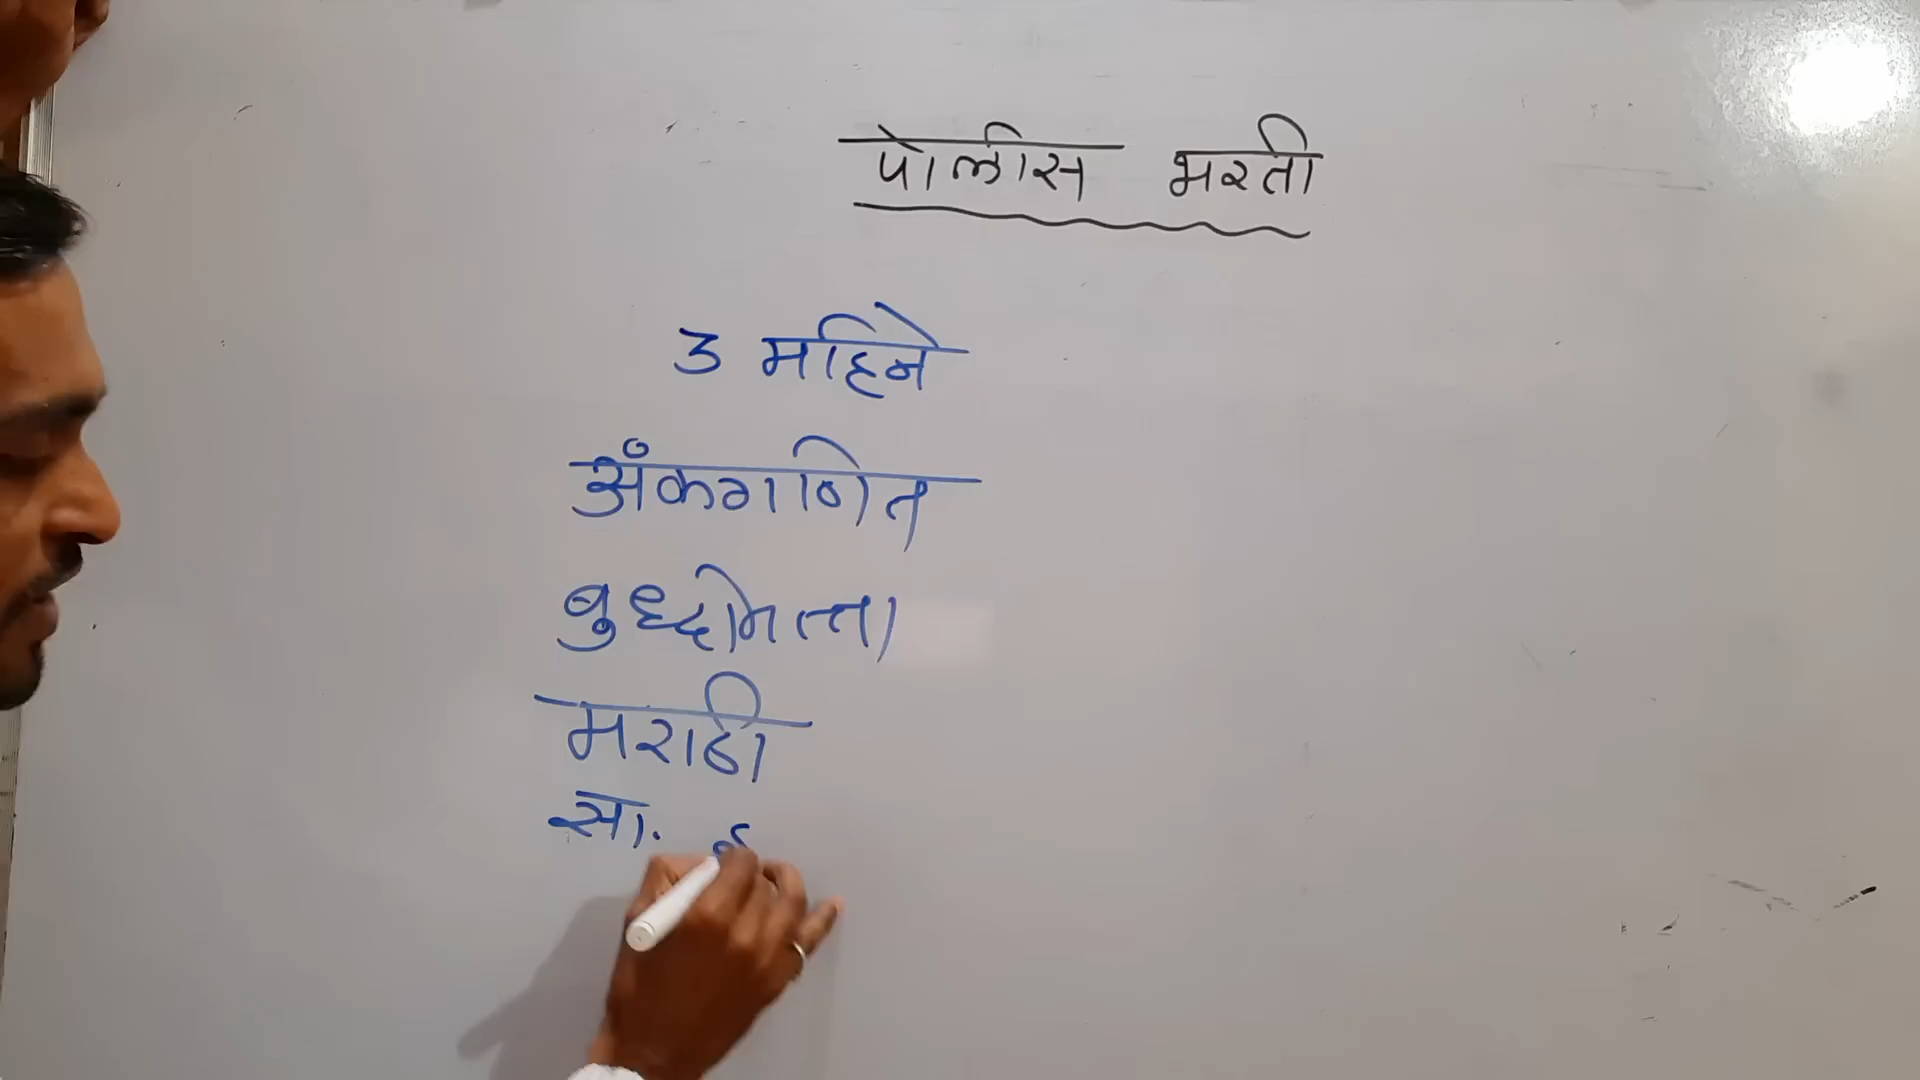 पोलीस भरती
3 महिने
अंकगणित
बुध्दीमत्ता
मराठी
सा.